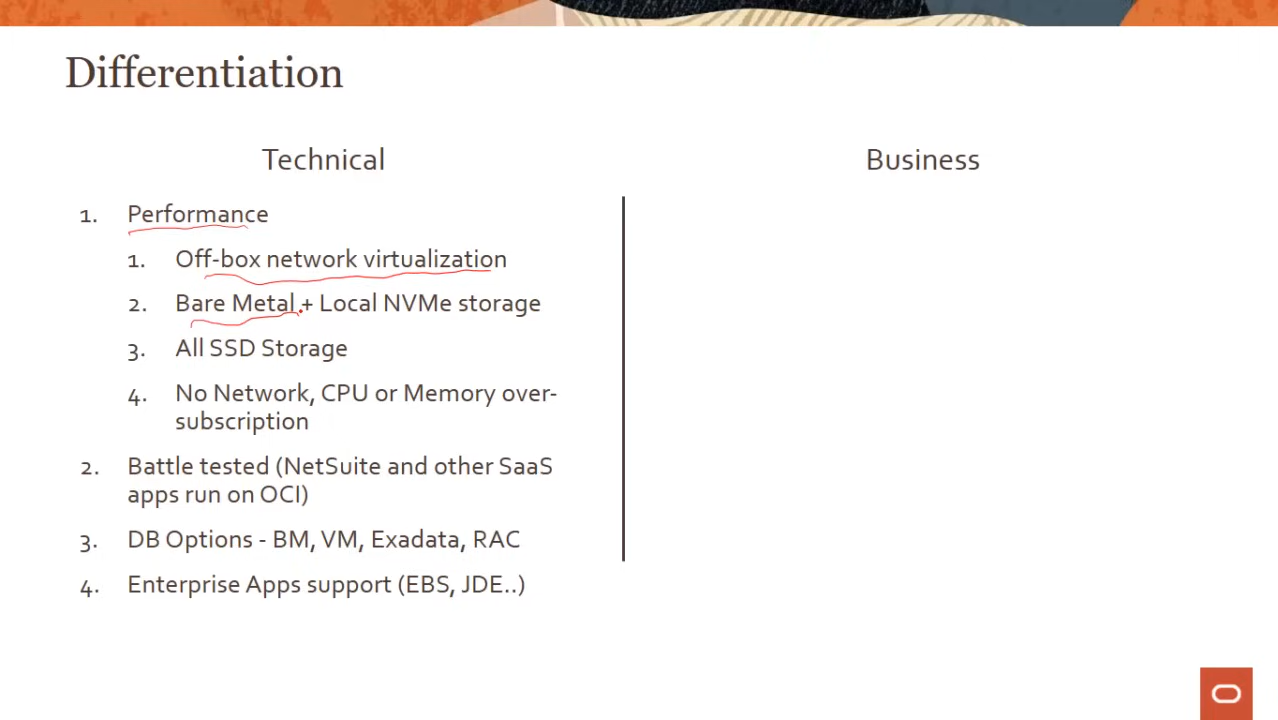 Differentiation
Technical
1. Performance
1. Off-box network virtualization
2. Bare Metal + Local NVMe storage
3. All SSD Storage
4. No Network, CPU or Memory over-
subscription
2. Battle tested (NetSuite and other SaaS
apps run on OCI)
3. DB Options - BM, VM, Exadata, RAC
4. Enterprise Apps support (EBS, JDE..)
Business